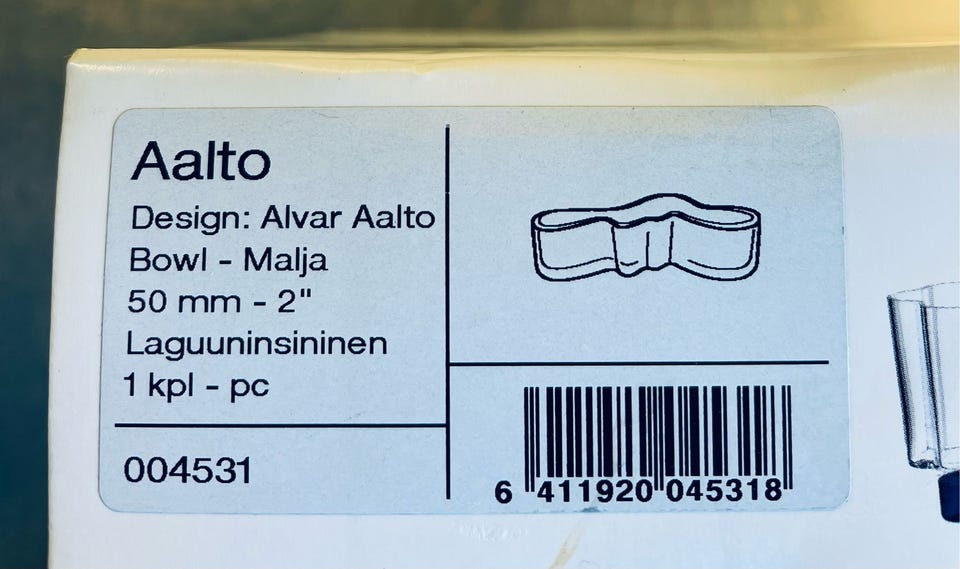 Aalto
Design: Alvar Aalto
Bowl - Malja
50 mm - 2"
Laguuninsininen
1 kpl - pc
004531
6 411920 045318